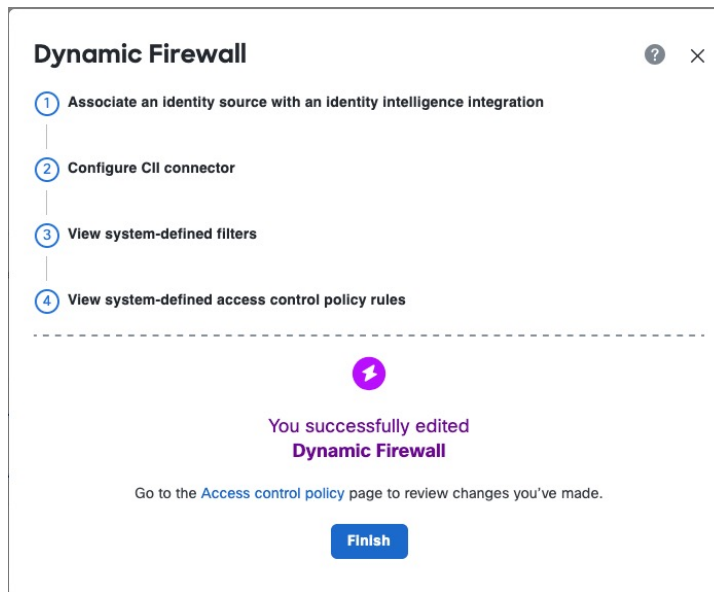 Dynamic Firewall
?
1 Associate an identity source with an identity intelligence integration
2 Configure CII connector
3 View system-defined filters
4 View system-defined access control policy rules
You successfully edited
Dynamic Firewall
Go to the Access control policy page to review changes you've made.
Finish